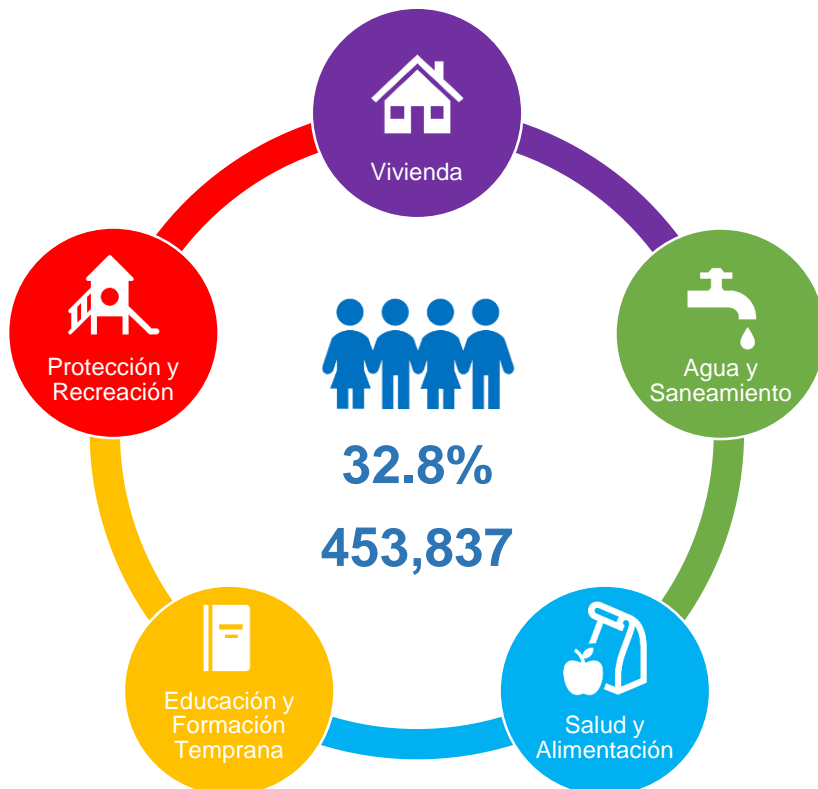 Vivienda
Protección y
Recreación
Agua y
Saneamiento
32.8%
453,837
Educación y
Formación
Temprana
Salud y
Alimentación